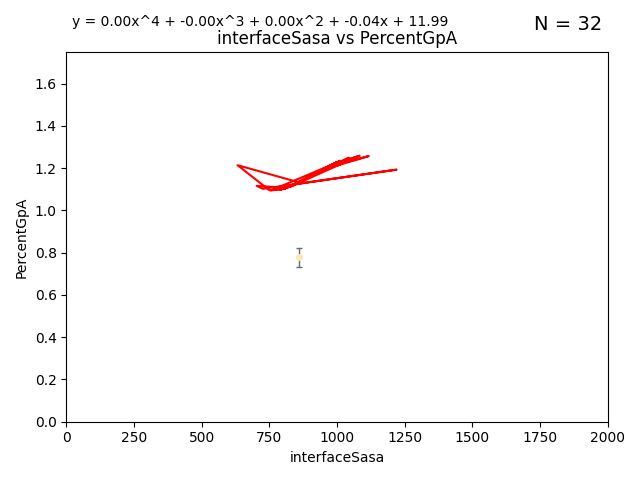 y = 0.00x^4 + -0.00x^3 + 0.00x^2 + -0.04x + 11.99
N = 32
interfaceSasa vs PercentGpA
PercentGpA
1.6
1.4
1.2
1.0
0.8
0.6
0.4
0.2
0.0
0 250 500 750 1000 1250 1500 1750 2000
interfaceSasa